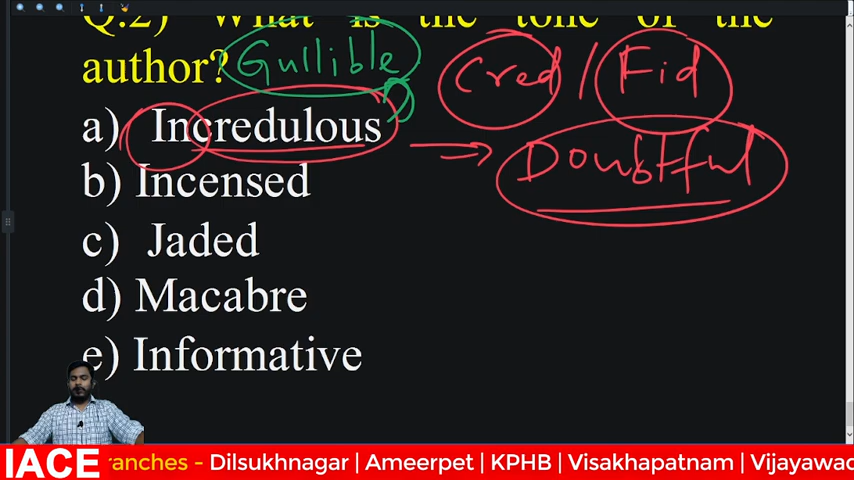 Q.2) What is the tone of the
author? Gullible Cred / Fid
a) Incredulous → Doubtful
b) Incensed
c) Jaded
d) Macabre
e) Informative
IACE ranches - Dilsukhnagar | Ameerpet | KPHB | Visakhapatnam | Vijayawad